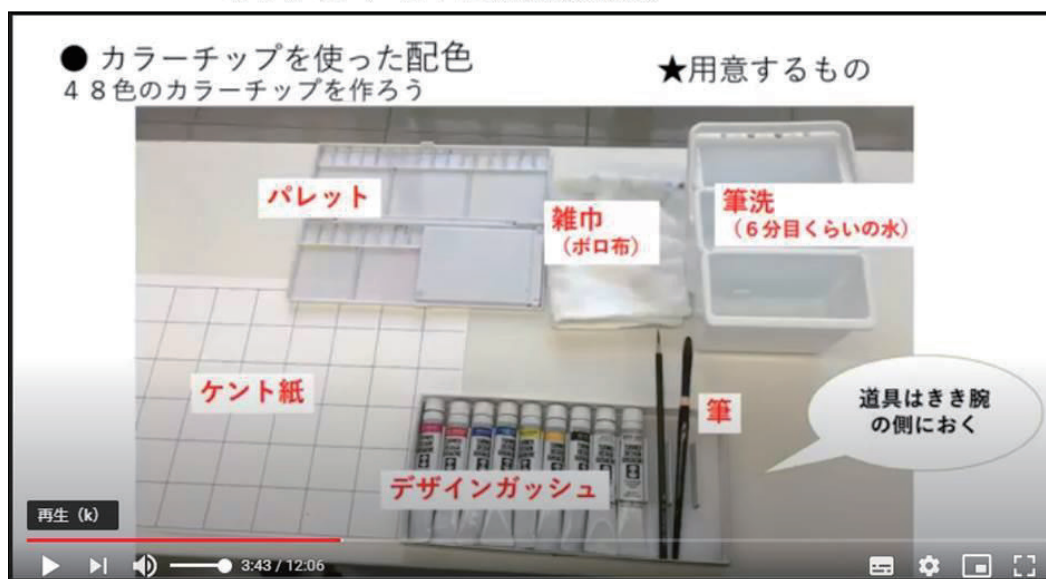 ● カラーチップを使った配色
４８色のカラーチップを作ろう
★用意するもの
パレット
雑巾
（ボロ布）
筆洗
（６分目くらいの水）
ケント紙
筆
道具はきき腕
の側におく
デザインガッシュ
再生（k）
3:43 / 12:06